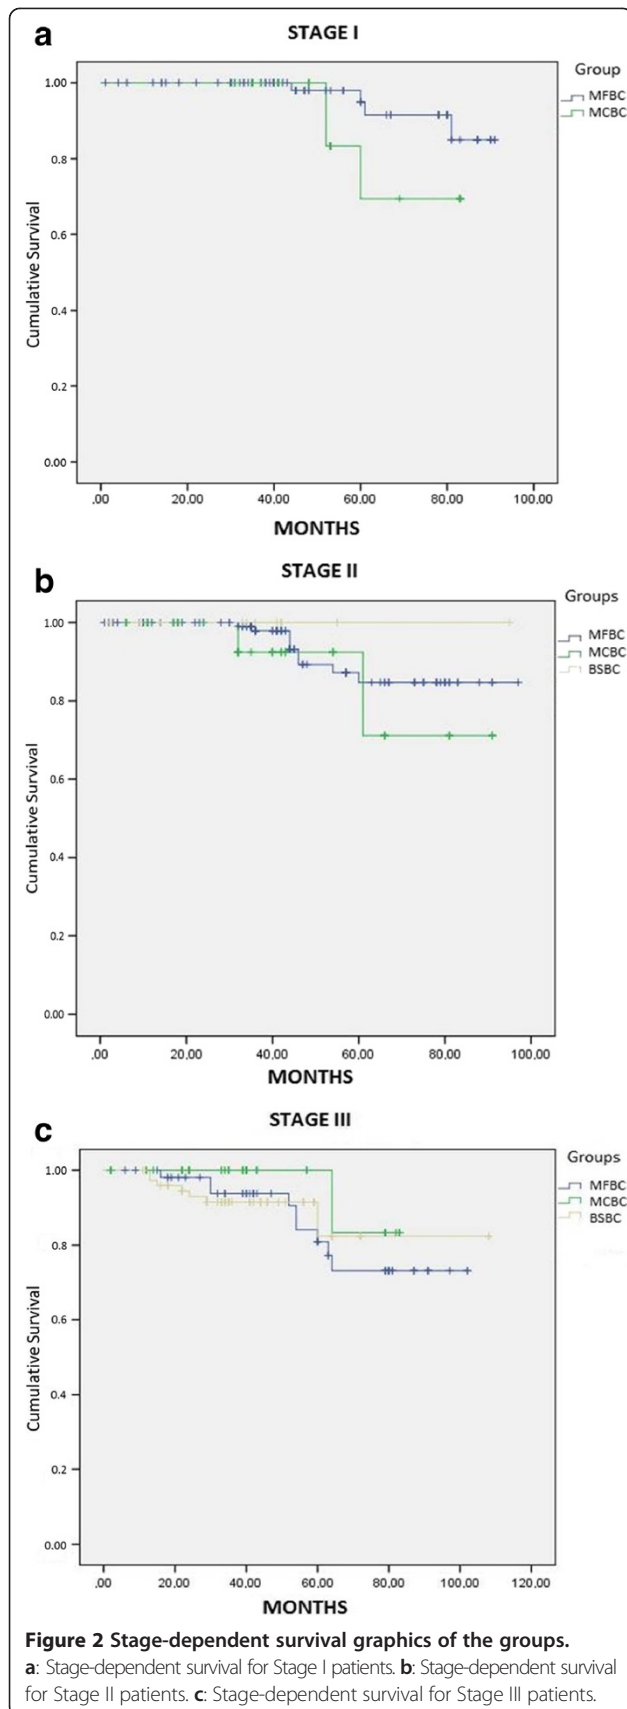 a
STAGE I
Group
MFBC
MCBC
1.00
0.8
0.6
0.4
0.2
0.00
Cumulative Survival
.00 20.00 40.00 60.00 80.00 100.00
MONTHS
b
STAGE II
Groups
MFBC
MCBC
BSBC
1.00
0.8
0.6
0.4
0.2
0.00
Cumulative Survival
.00 20.00 40.00 60.00 80.00 100.00
MONTHS
c
STAGE III
Groups
MFBC
MCBC
BSBC
1.00
0.8
0.6
0.4
0.2
0.00
Cumulative Survival
.00 20.00 40.00 60.00 80.00 100.00 120.00
MONTHS
Figure 2 Stage-dependent survival graphics of the groups.
a: Stage-dependent survival for Stage I patients. b: Stage-dependent survival
for Stage II patients. c: Stage-dependent survival for Stage III patients.